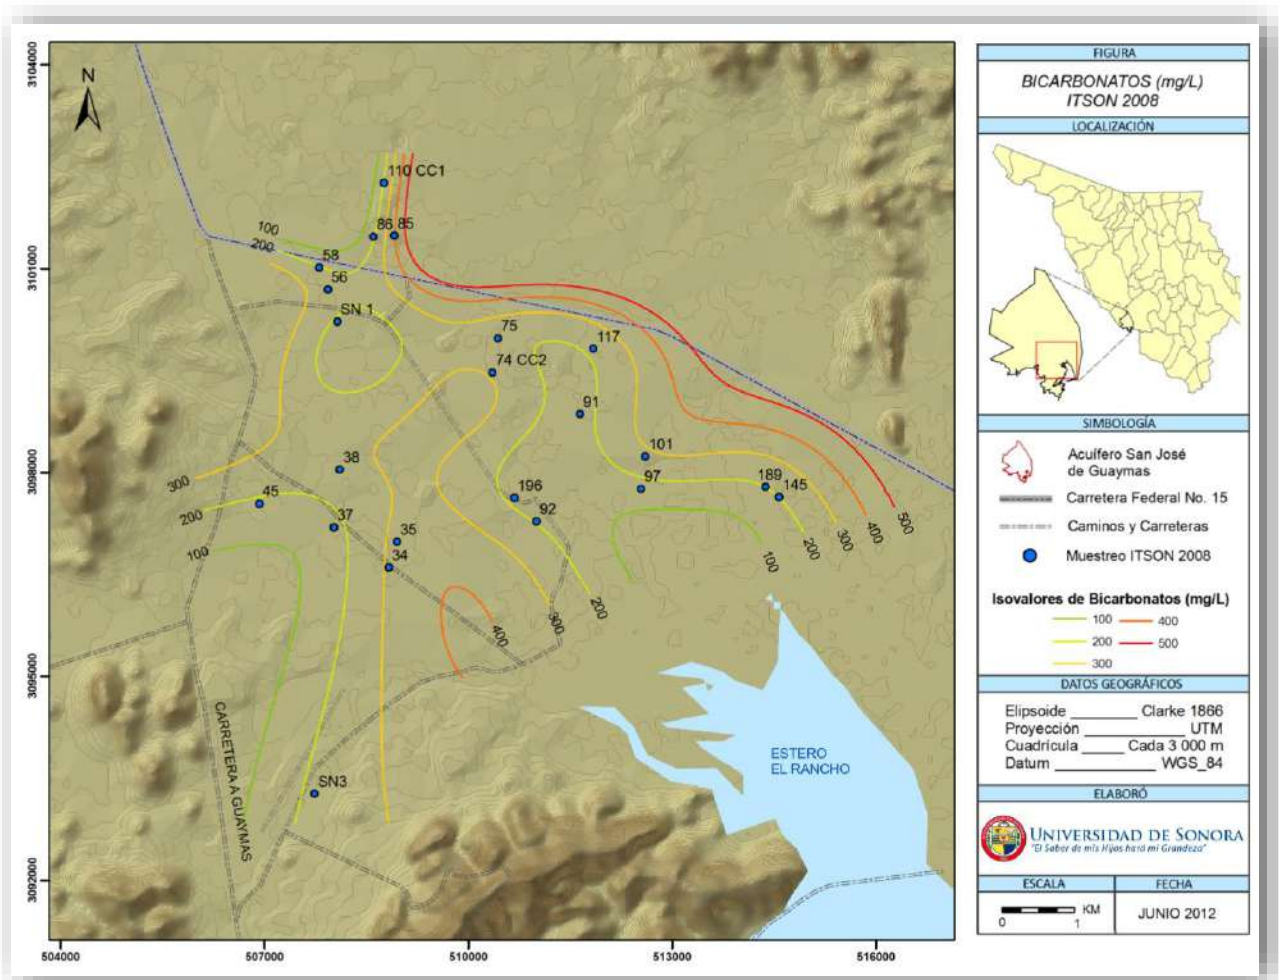 3104000
3101000
3098000
3095000
3092000
504000
507000
510000
513000
516000
N
110 CC1
86
85
100
200
58
56
SN 1
75
117
74 CC2
91
101
38
97
189
145
300
45
196
200
37
92
500
400
300
200
35
100
34
100
200
300
400
CARRETERA A GUAYMAS
SN3
ESTERO
EL RANCHO
FIGURA
BICARBONATOS (mg/L)
ITSON 2008
LOCALIZACIÓN
SIMBOLOGÍA
Acuífero San José
de Guaymas
Carretera Federal No. 15
Caminos y Carreteras
Muestreo ITSON 2008
Isovalores de Bicarbonatos (mg/L)
100 400
200 500
300
DATOS GEOGRÁFICOS
Elipsoide ________ Clarke 1866
Proyección ____________ UTM
Cuadrícula _____ Cada 3 000 m
Datum ______________ WGS_84
ELABORÓ
UNIVERSIDAD DE SONORA
"El Saber de mis Hijos hará mi Grandeza"
ESCALA
FECHA
KM
0 1
JUNIO 2012